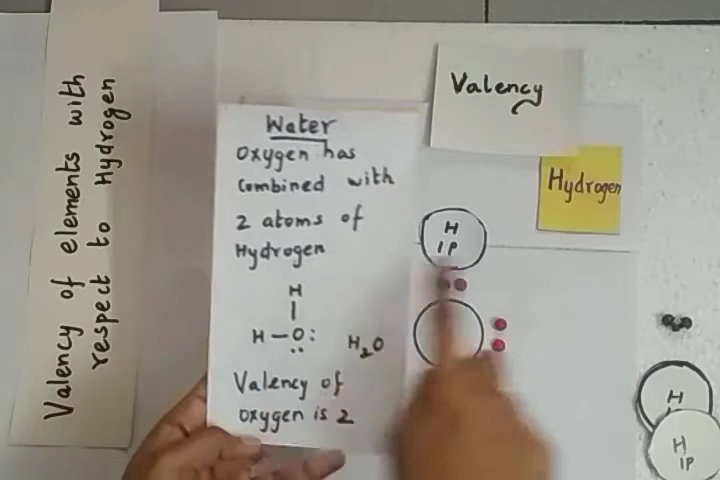 Valency of elements with
respect to Hydrogen
Water
Oxygen has
Combined with
2 atoms of
Hydrogen
H
H-O:
H₂O
Valency of
oxygen is 2
Valency
Hydrogen
H
1P
H
H
1P